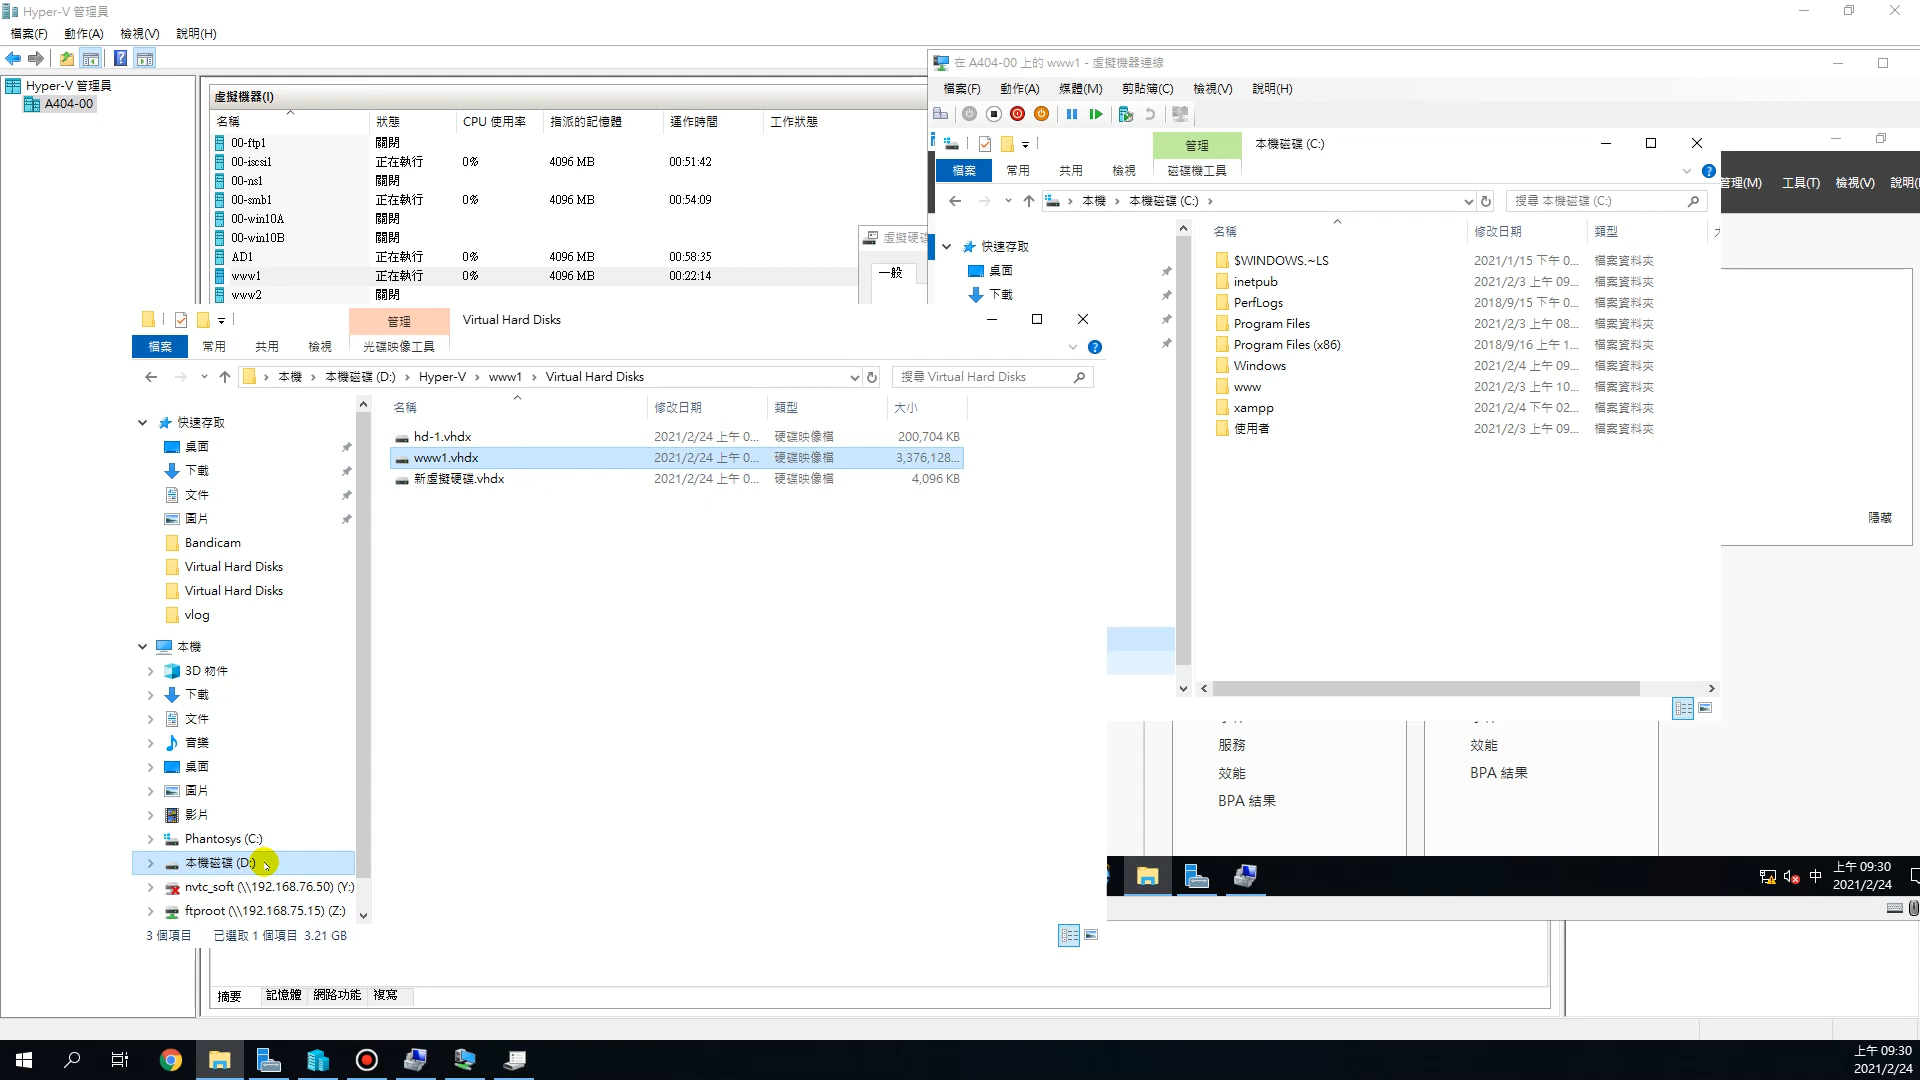 Hyper-V 管理員
檔案(F) 動作(A) 檢視(V) 說明(H)
Hyper-V 管理員
A404-00
虛擬機器(I)
名稱 狀態 CPU 使用率 指派的記憶體 運作時間 工作狀態
00-ftp1 關閉
00-iscsi1 正在執行 0% 4096 MB 00:51:42
00-ns1 關閉
00-smb1 正在執行 0% 4096 MB 00:54:09
00-win10A 關閉
00-win10B 關閉
AD1 正在執行 0% 4096 MB 00:58:35
www1 正在執行 0% 4096 MB 00:22:14
www2 關閉
虛擬硬碟
一般
在 A404-00 上的 www1 - 虛擬機器連線
檔案(F) 動作(A) 媒體(M) 剪貼簿(C) 檢視(V) 說明(H)
管理 本機磁碟 (C:)
檔案 常用 共用 檢視 磁碟機工具
本機 › 本機磁碟 (C:) ›
搜尋 本機磁碟 (C:)
管理(M) 工具(T) 檢視(V) 說明(
快速存取
桌面
下載
名稱 修改日期 類型
$WINDOWS.~LS 2021/1/15 下午 0... 檔案資料夾
inetpub 2021/2/3 上午 09... 檔案資料夾
PerfLogs 2018/9/15 下午 0... 檔案資料夾
Program Files 2021/2/3 上午 08... 檔案資料夾
Program Files (x86) 2018/9/16 上午 1... 檔案資料夾
Windows 2021/2/4 上午 09... 檔案資料夾
www 2021/2/3 上午 10... 檔案資料夾
xampp 2021/2/4 下午 02... 檔案資料夾
使用者 2021/2/3 上午 09... 檔案資料夾
隱藏
服務
效能
BPA 結果
效能
BPA 結果
中
上午 09:30
2021/2/24
管理 Virtual Hard Disks
檔案 常用 共用 檢視 光碟映像工具
本機 › 本機磁碟 (D:) › Hyper-V › www1 › Virtual Hard Disks
搜尋 Virtual Hard Disks
名稱 修改日期 類型 大小
hd-1.vhdx 2021/2/24 上午 0... 硬碟映像檔 200,704 KB
www1.vhdx 2021/2/24 上午 0... 硬碟映像檔 3,376,128...
新虛擬硬碟.vhdx 2021/2/24 上午 0... 硬碟映像檔 4,096 KB
快速存取
桌面
下載
文件
圖片
Bandicam
Virtual Hard Disks
Virtual Hard Disks
vlog
本機
3D 物件
下載
文件
音樂
桌面
圖片
影片
Phantosys (C:)
本機磁碟 (D:)
nvtc_soft (\\192.168.76.50) (Y:)
ftproot (\\192.168.75.15) (Z:)
3 個項目 已選取 1 個項目 3.21 GB
摘要 記憶體 網路功能 複寫
上午 09:30
2021/2/24